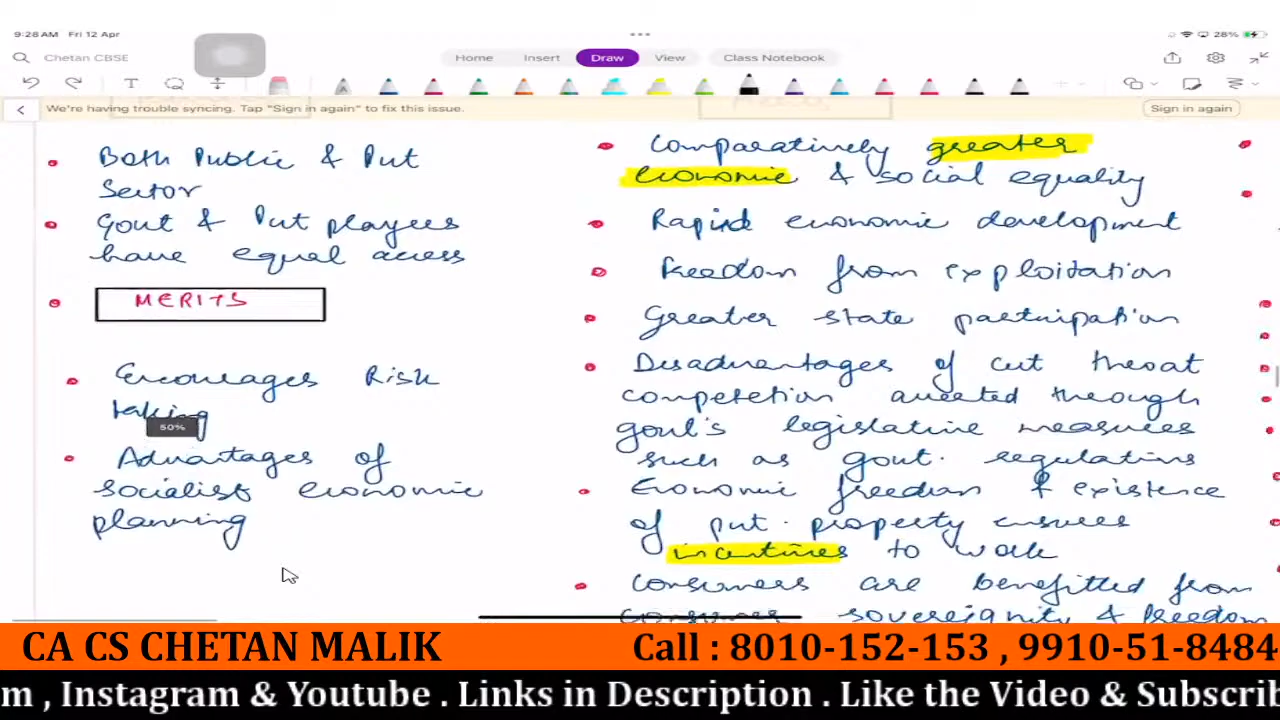 9:28 AM Fri 12 Apr
28%
Chetan CBSE
Home Insert Draw View Class Notebook
We're having trouble syncing. Tap "Sign in again" to fix this issue.
Sign in again
Both Public & Pvt
Sector
Govt & Pvt players
have equal access
MERITS
Encourages Risk
taking
50%
Advantages of
socialist economic
planning
Comparatively greater
economic & social equality
Rapid economic development
Freedom from exploitation
Greater state participation
Disadvantages of cut throat
competetion averted through
govt's legislative measures
such as govt. regulations
Economic freedom & existence
of pvt. property ensures
incentives to work
Consumers are benefitted from
consumer sovereignity & freedom
CA CS CHETAN MALIK
Call : 8010-152-153 , 9910-51-8484
m , Instagram & Youtube . Links in Description . Like the Video & Subscrib